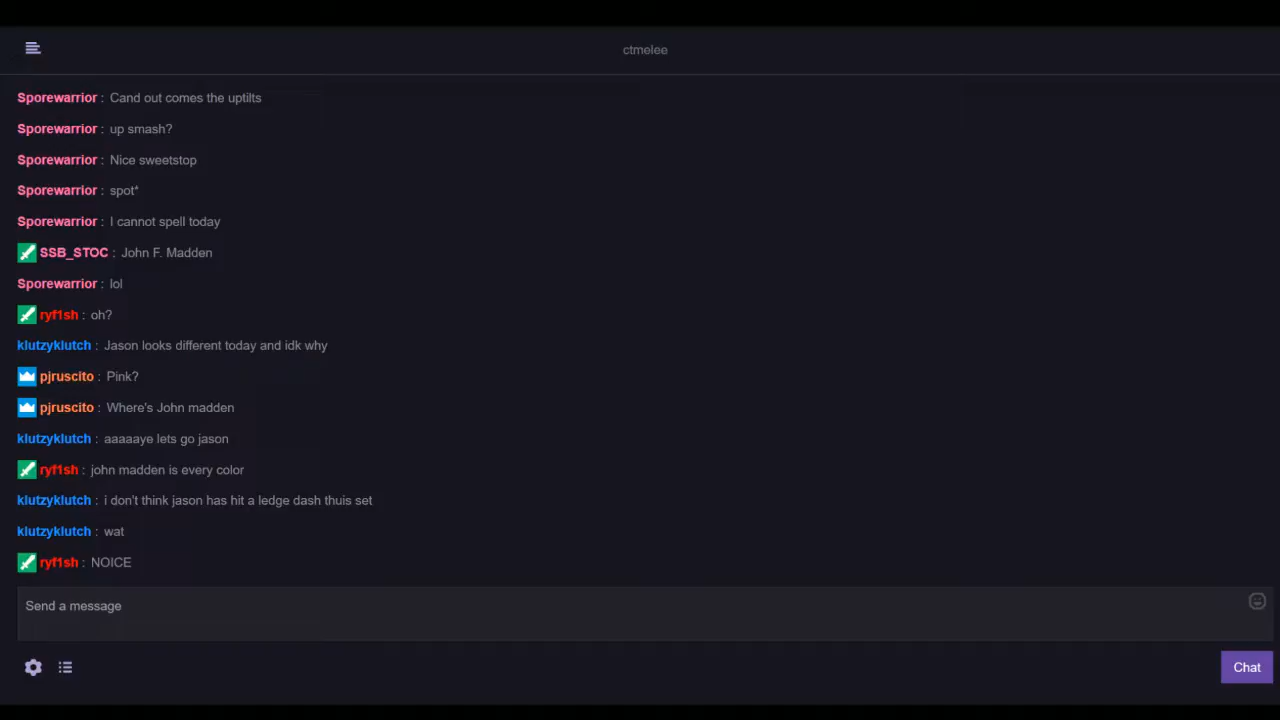 ctmelee
Sporewarrior : Cand out comes the uptilts
Sporewarrior : up smash?
Sporewarrior : Nice sweetstop
Sporewarrior : spot*
Sporewarrior : I cannot spell today
SSB_STOC : John F. Madden
Sporewarrior : lol
ryf1sh : oh?
klutzyklutch : Jason looks different today and idk why
pjruscito : Pink?
pjruscito : Where's John madden
klutzyklutch : aaaaaye lets go jason
ryf1sh : john madden is every color
klutzyklutch : i don't think jason has hit a ledge dash thuis set
klutzyklutch : wat
ryf1sh : NOICE
Send a message
Chat